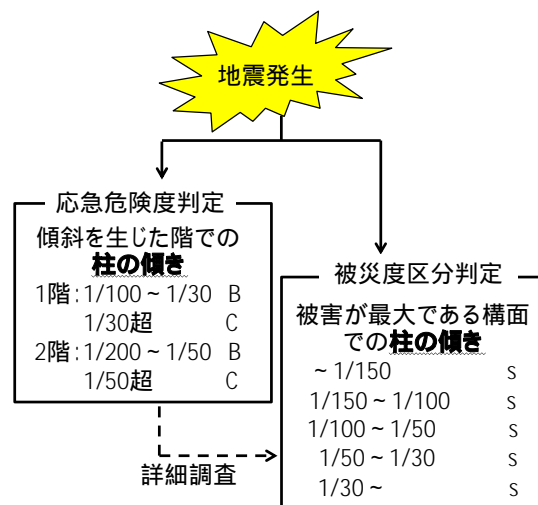 地震発生
応急危険度判定
傾斜を生じた階での
柱の傾き
1階:1/100~1/30 B
1/30超 C
2階:1/200~1/50 B
1/50超 C
詳細調査
被災度区分判定
被害が最大である構面
での柱の傾き
~1/150 s
1/150~1/100 s
1/100~1/50 s
1/50~1/30 s
1/30~ s